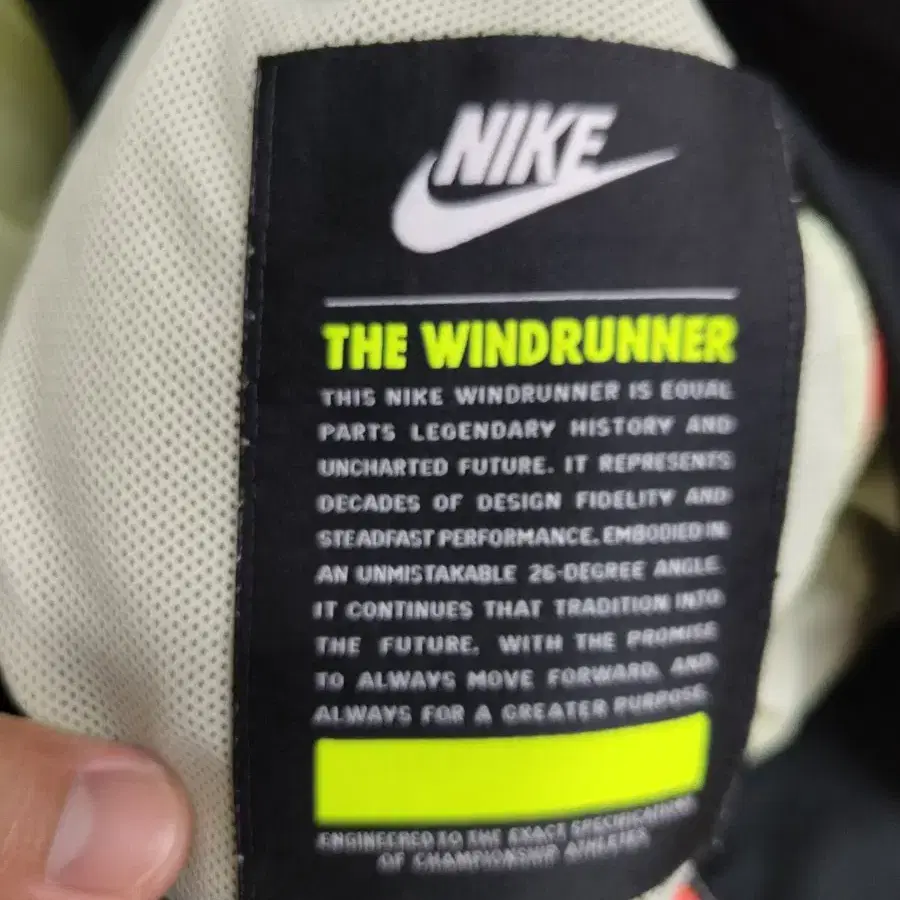 NIKE
THE WINDRUNNER
THIS NIKE WINDRUNNER IS EQUAL
PARTS LEGENDARY HISTORY AND
UNCHARTED FUTURE. IT REPRESENTS
DECADES OF DESIGN FIDELITY AND
STEADFAST PERFORMANCE. EMBODIED IN
AN UNMISTAKABLE 26-DEGREE ANGLE.
IT CONTINUES THAT TRADITION INTO
THE FUTURE, WITH THE PROMISE
TO ALWAYS MOVE FORWARD, AND
ALWAYS FOR A GREATER PURPOSE.
ENGINEERED TO THE EXACT SPECIFICATIONS
OF CHAMPIONSHIP ATHLETES